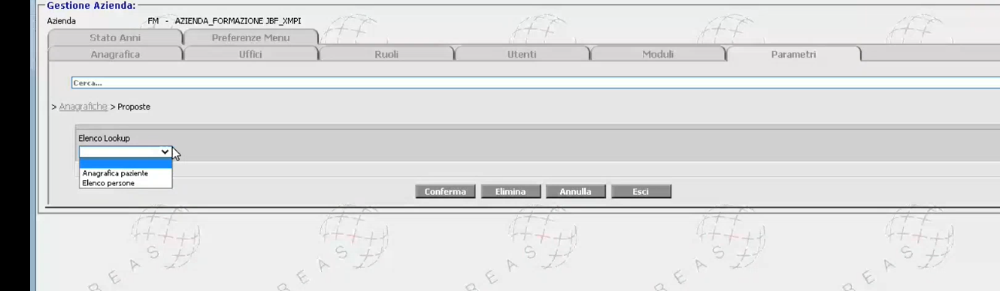 Gestione Azienda:
Azienda FM - AZIENDA_FORMAZIONE JBF_XMPI
Stato Anni Preferenze Menu
Anagrafica Uffici Ruoli Utenti Moduli Parametri
Cerca...
> Anagrafiche > Proposte
Elenco Lookup
Anagrafica paziente
Elenco persone
Conferma Elimina Annulla Esci
R E A S
R E A S
R E A S
R E A S
R E A S